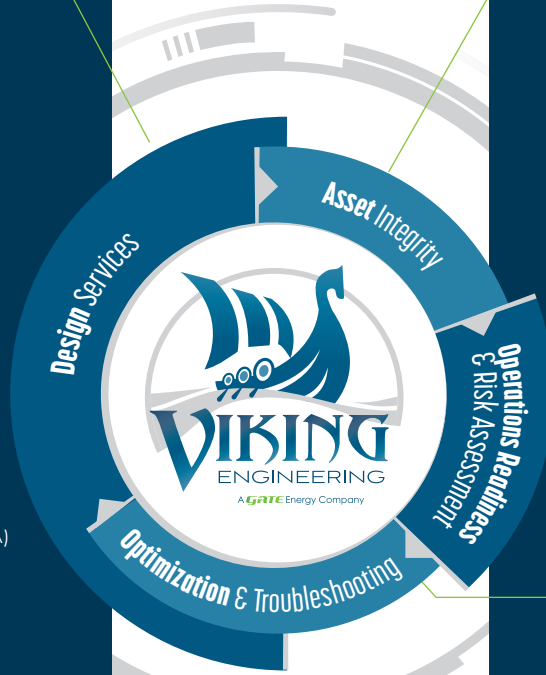 Design Services
Asset Integrity
Operations Readiness
& Risk Assessment
Optimization & Troubleshooting
VIKING
ENGINEERING
A GATE Energy Company
)